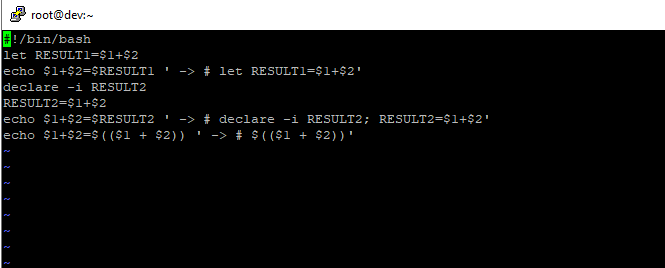 root@dev:~
#!/bin/bash
let RESULT1=$1+$2
echo $1+$2=$RESULT1 ' -> # let RESULT1=$1+$2'
declare -i RESULT2
RESULT2=$1+$2
echo $1+$2=$RESULT2 ' -> # declare -i RESULT2; RESULT2=$1+$2'
echo $1+$2=$(($1 + $2)) ' -> # $(($1 + $2))'
~
~
~
~
~
~
~
~